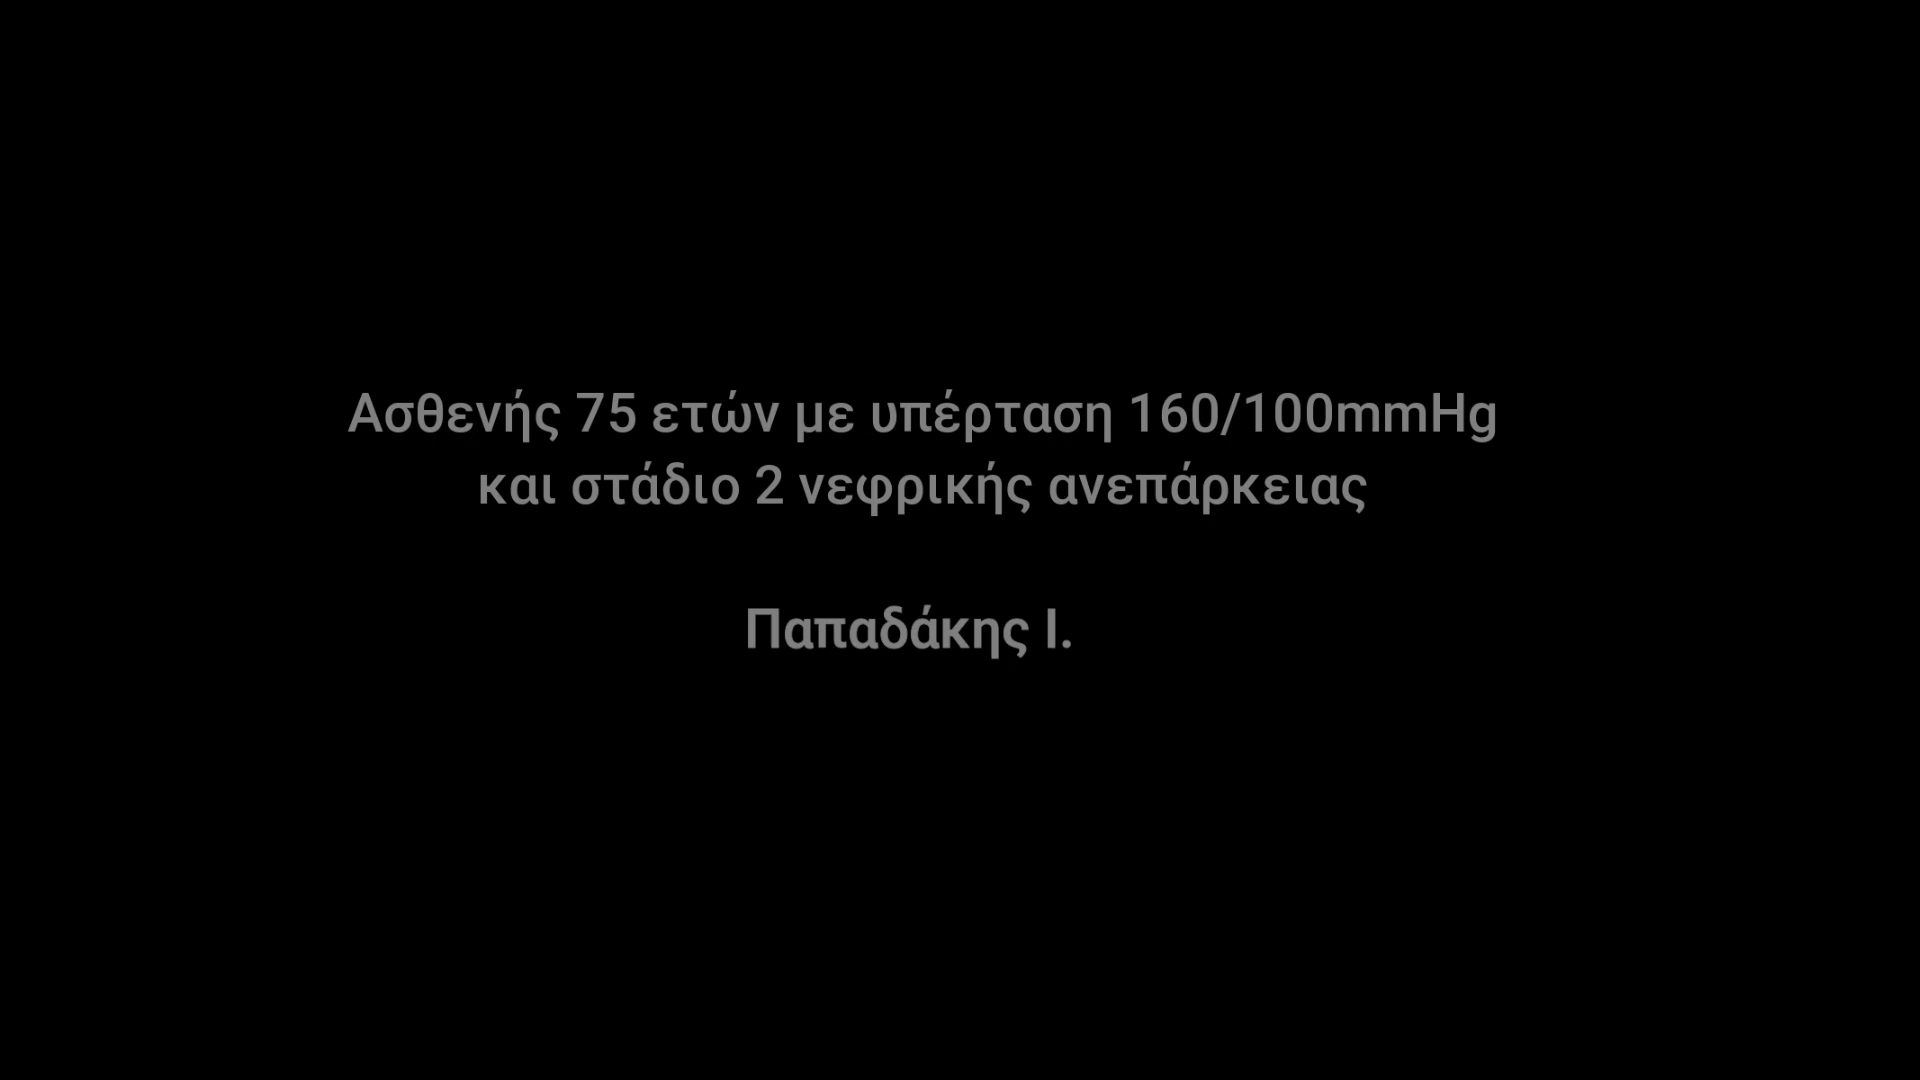 Ασθενής 75 ετών με υπέρταση 160/100mmHg
και στάδιο 2 νεφρικής ανεπάρκειας
Παπαδάκης Ι.